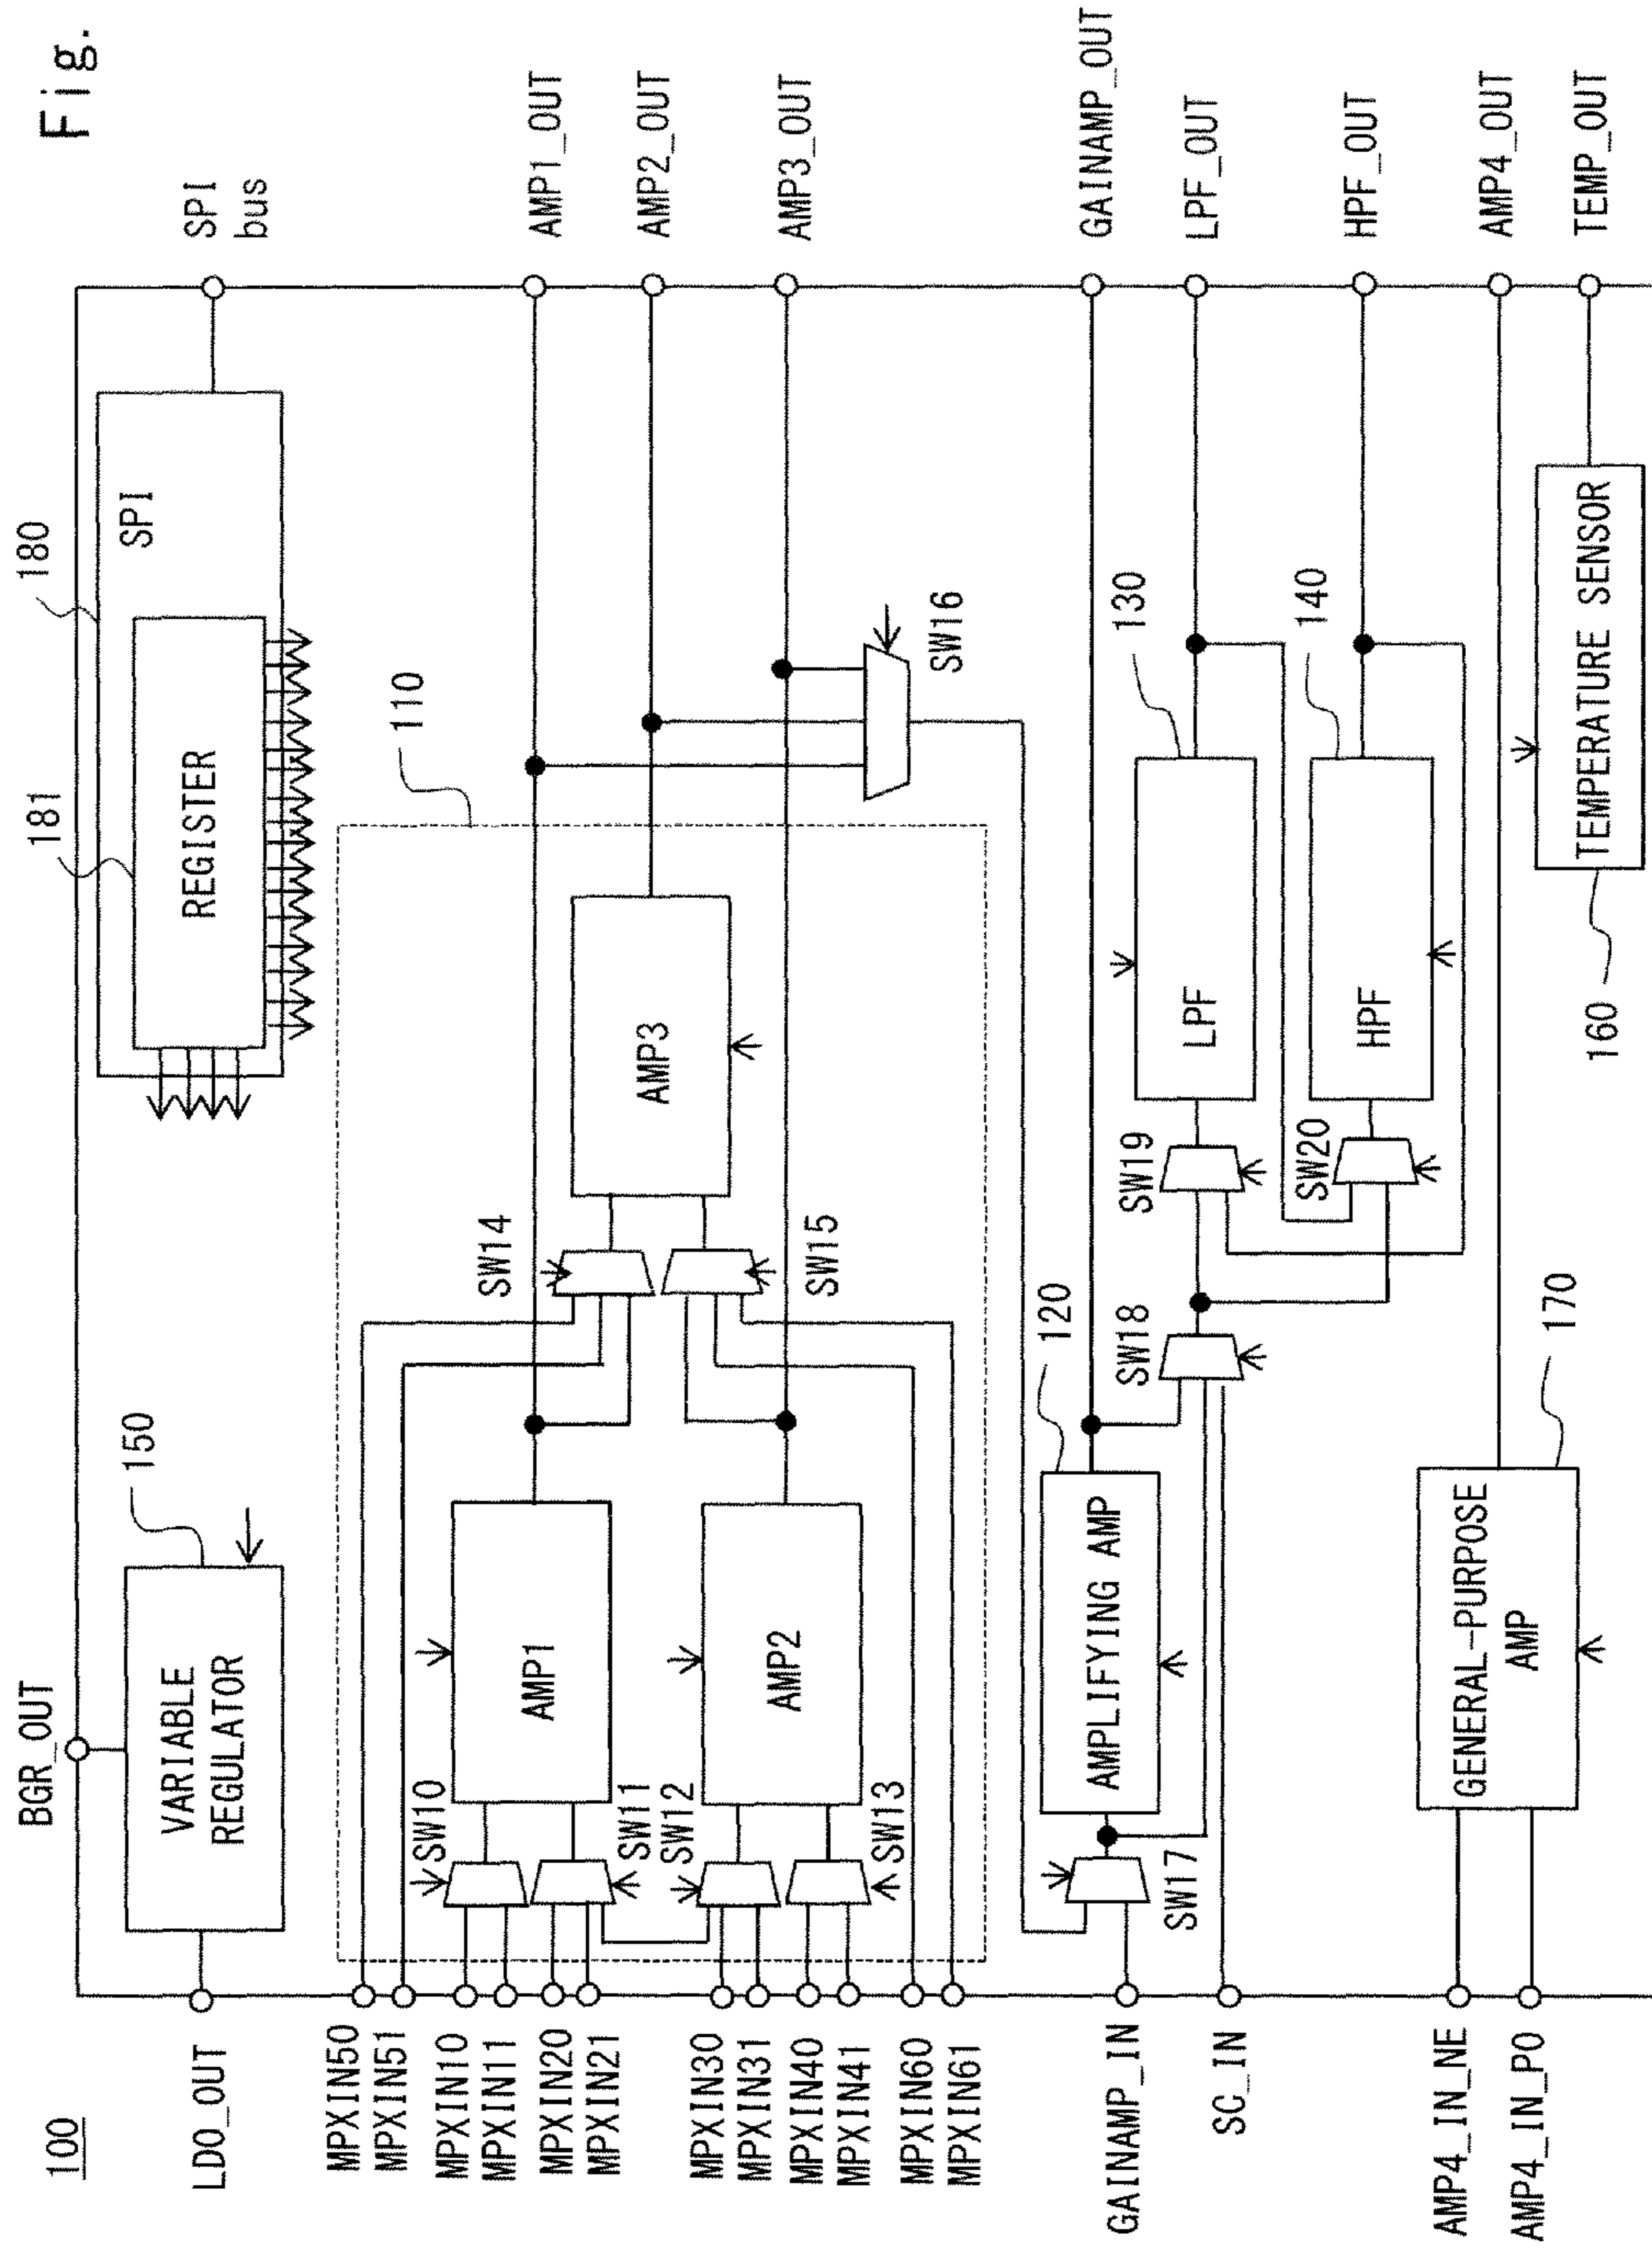 Fig.
100
BGR_OUT
LDO_OUT
VARIABLE
REGULATOR
150
181
180
REGISTER
SPI
SPI
bus
110
MPXIN50
MPXIN51
MPXIN10
MPXIN11
MPXIN20
MPXIN21
MPXIN30
MPXIN31
MPXIN40
MPXIN41
MPXIN60
MPXIN61
SW10
SW11
SW12
SW13
AMP1
AMP2
SW14
SW15
AMP3
SW16
AMP1_OUT
AMP2_OUT
AMP3_OUT
GAINAMP_IN
SC_IN
SW17
AMPLIFYING AMP
120
SW18
SW19
SW20
LPF
130
HPF
140
GAINAMP_OUT
LPF_OUT
HPF_OUT
AMP4_IN_NE
AMP4_IN_PO
GENERAL-PURPOSE
AMP
170
AMP4_OUT
160
TEMPERATURE SENSOR
TEMP_OUT